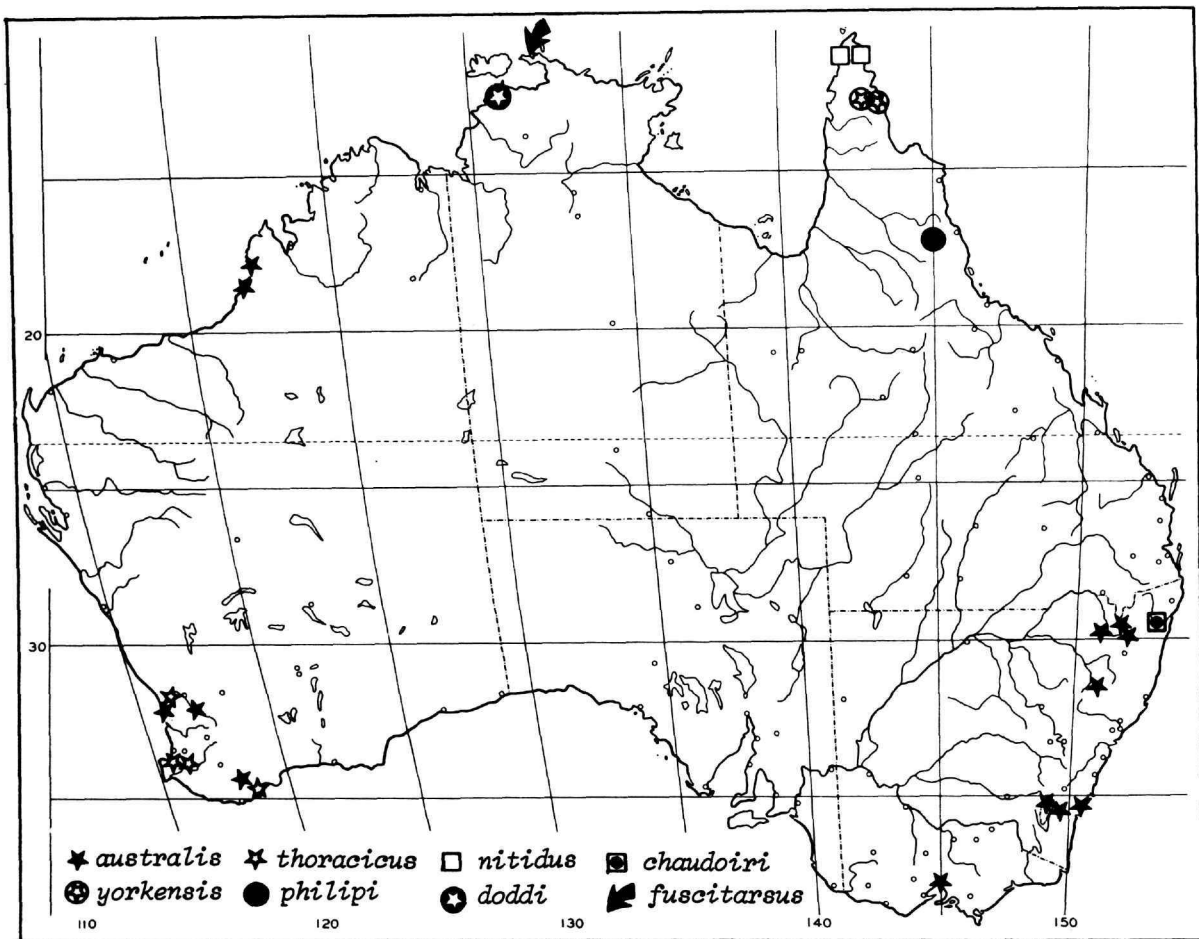 20
30
australis thoracicus nitidus chaudoiri
yorkensis philipi doddi fuscitarsus
110 120 130 140 150